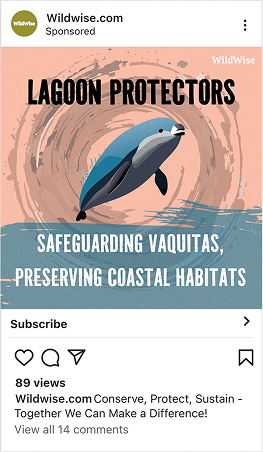 WildWise
Wildwise.com
Sponsored
WildWise
LAGOON PROTECTORS
SAFEGUARDING VAQUITAS,
PRESERVING COASTAL HABITATS
Subscribe
89 views
Wildwise.com Conserve, Protect, Sustain -
Together We Can Make a Difference!
View all 14 comments